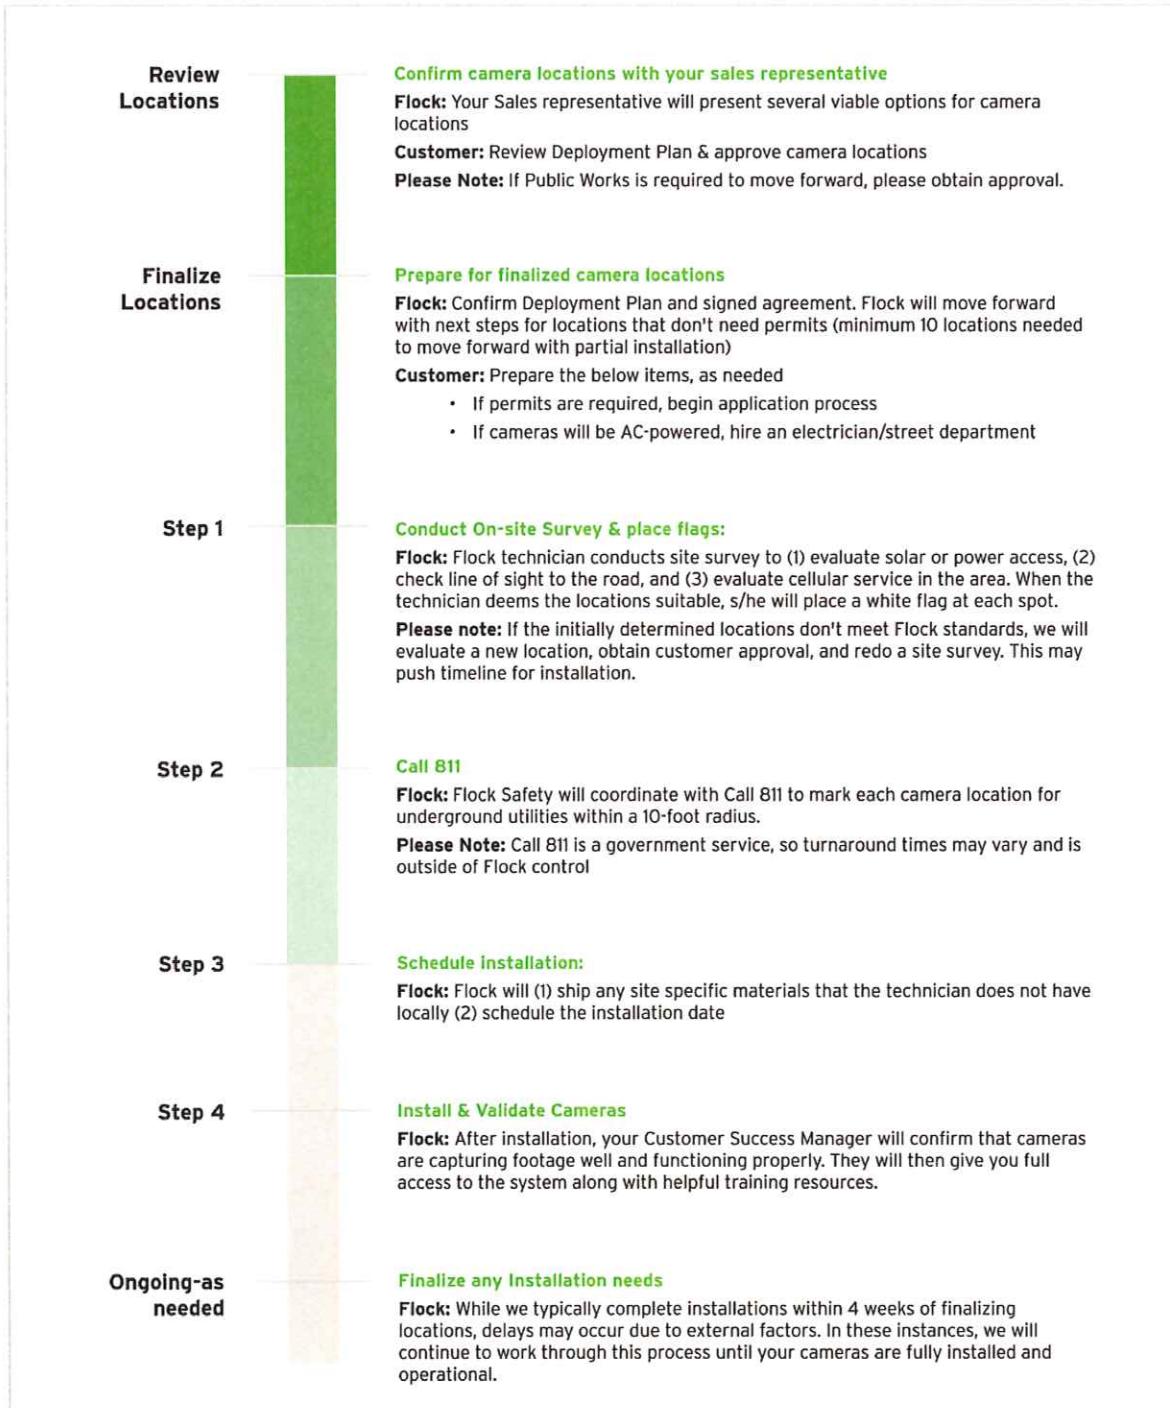 Review
Locations
Confirm camera locations with your sales representative
Flock: Your Sales representative will present several viable options for camera
locations
Customer: Review Deployment Plan & approve camera locations
Please Note: If Public Works is required to move forward, please obtain approval.
Finalize
Locations
Prepare for finalized camera locations
Flock: Confirm Deployment Plan and signed agreement. Flock will move forward
with next steps for locations that don't need permits (minimum 10 locations needed
to move forward with partial installation)
Customer: Prepare the below items, as needed
• If permits are required, begin application process
• If cameras will be AC-powered, hire an electrician/street department
Step 1
Conduct On-site Survey & place flags:
Flock: Flock technician conducts site survey to (1) evaluate solar or power access, (2)
check line of sight to the road, and (3) evaluate cellular service in the area. When the
technician deems the locations suitable, s/he will place a white flag at each spot.
Please note: If the initially determined locations don't meet Flock standards, we will
evaluate a new location, obtain customer approval, and redo a site survey. This may
push timeline for installation.
Step 2
Call 811
Flock: Flock Safety will coordinate with Call 811 to mark each camera location for
underground utilities within a 10-foot radius.
Please Note: Call 811 is a government service, so turnaround times may vary and is
outside of Flock control
Step 3
Schedule installation:
Flock: Flock will (1) ship any site specific materials that the technician does not have
locally (2) schedule the installation date
Step 4
Install & Validate Cameras
Flock: After installation, your Customer Success Manager will confirm that cameras
are capturing footage well and functioning properly. They will then give you full
access to the system along with helpful training resources.
Ongoing-as
needed
Finalize any Installation needs
Flock: While we typically complete installations within 4 weeks of finalizing
locations, delays may occur due to external factors. In these instances, we will
continue to work through this process until your cameras are fully installed and
operational.